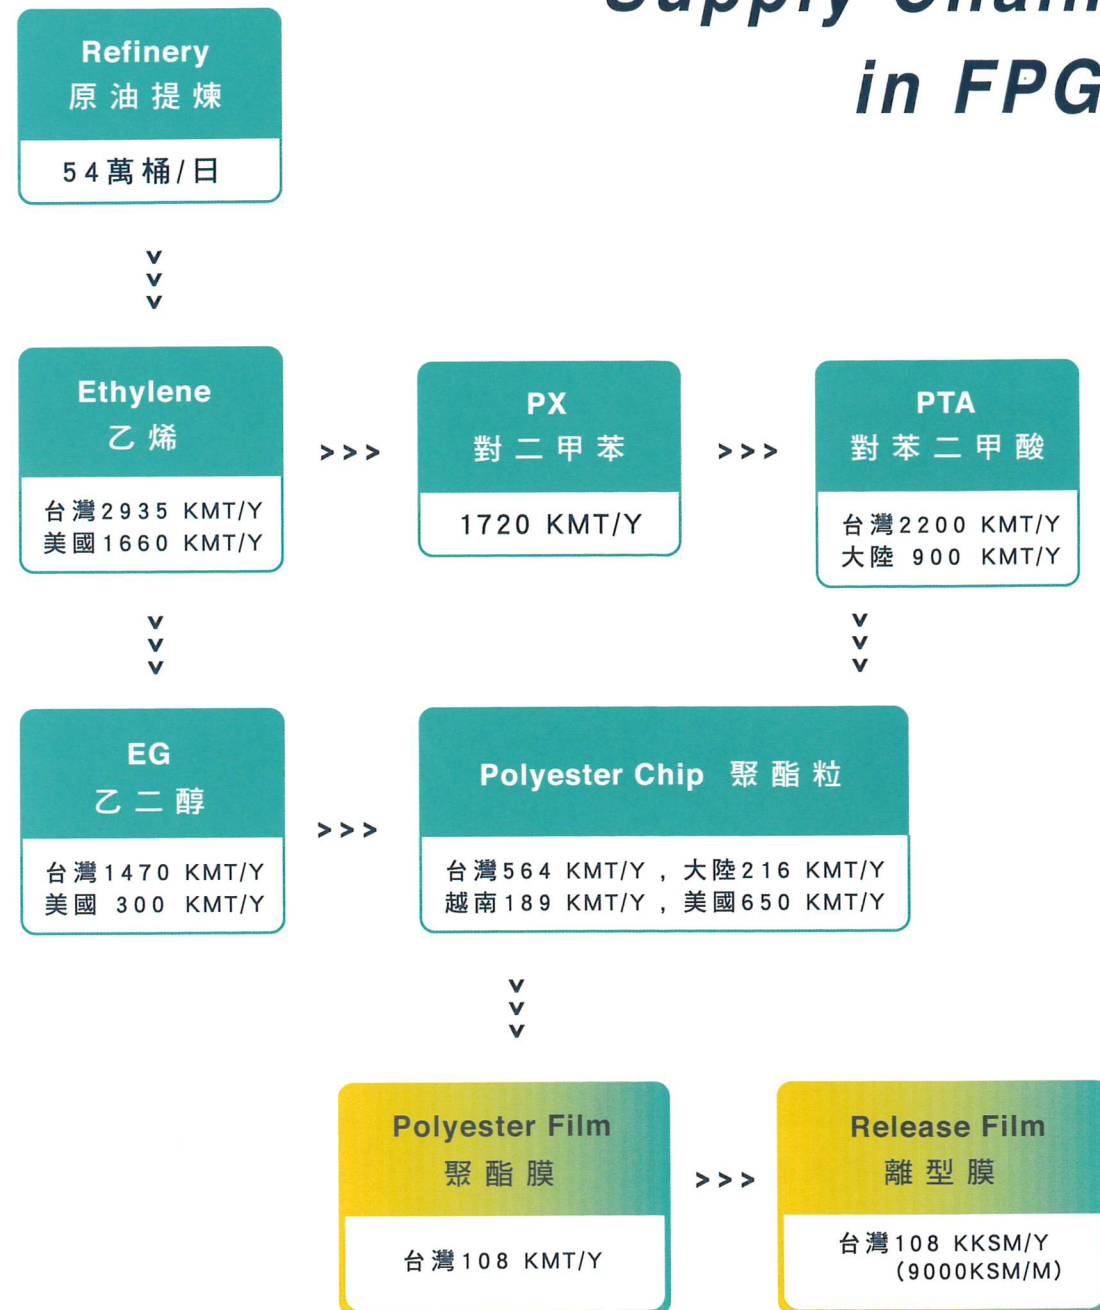 Supply Chain
in FPG
Refinery
原油提煉
54萬桶/日
Ethylene
乙烯
台灣2935 KMT/Y
美國1660 KMT/Y
>>>
PX
對二甲苯
1720 KMT/Y
>>>
PTA
對苯二甲酸
台灣2200 KMT/Y
大陸 900 KMT/Y
EG
乙二醇
台灣1470 KMT/Y
美國 300 KMT/Y
>>>
Polyester Chip 聚酯粒
台灣564 KMT/Y , 大陸216 KMT/Y
越南189 KMT/Y , 美國650 KMT/Y
Polyester Film
聚酯膜
台灣108 KMT/Y
>>>
Release Film
離型膜
台灣108 KKSM/Y
(9000KSM/M)